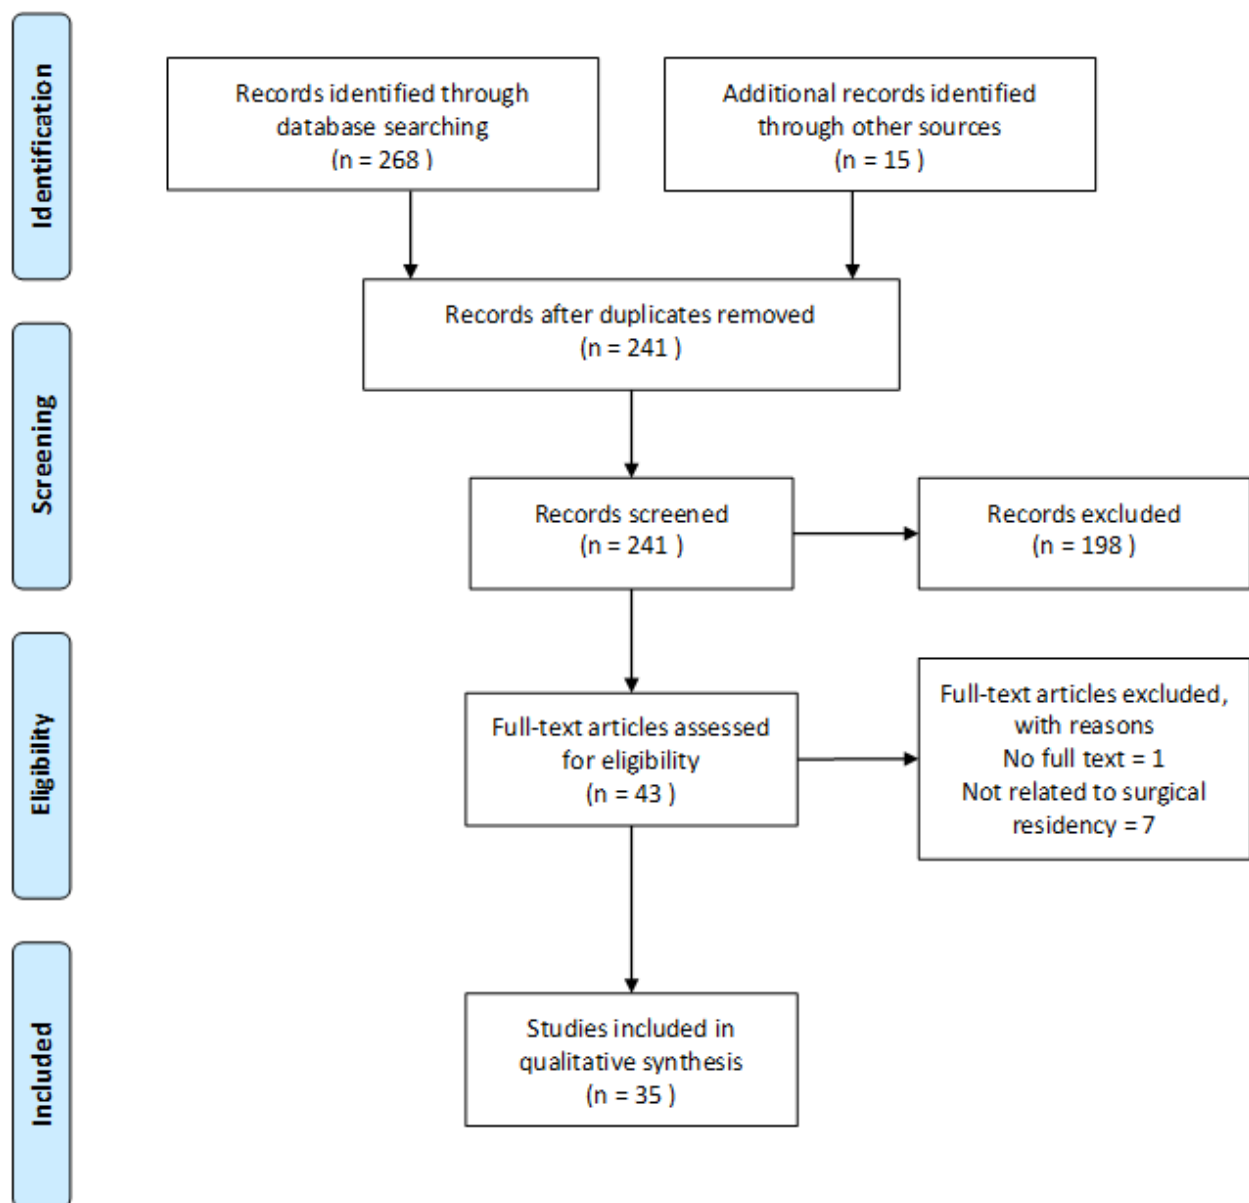 Identification
Records identified through
database searching
(n = 268 )
Additional records identified
through other sources
(n = 15 )
Records after duplicates removed
(n = 241 )
Screening
Records screened
(n = 241 )
Records excluded
(n = 198 )
Eligibility
Full-text articles assessed
for eligibility
(n = 43 )
Full-text articles excluded,
with reasons
No full text = 1
Not related to surgical
residency = 7
Included
Studies included in
qualitative synthesis
(n = 35 )